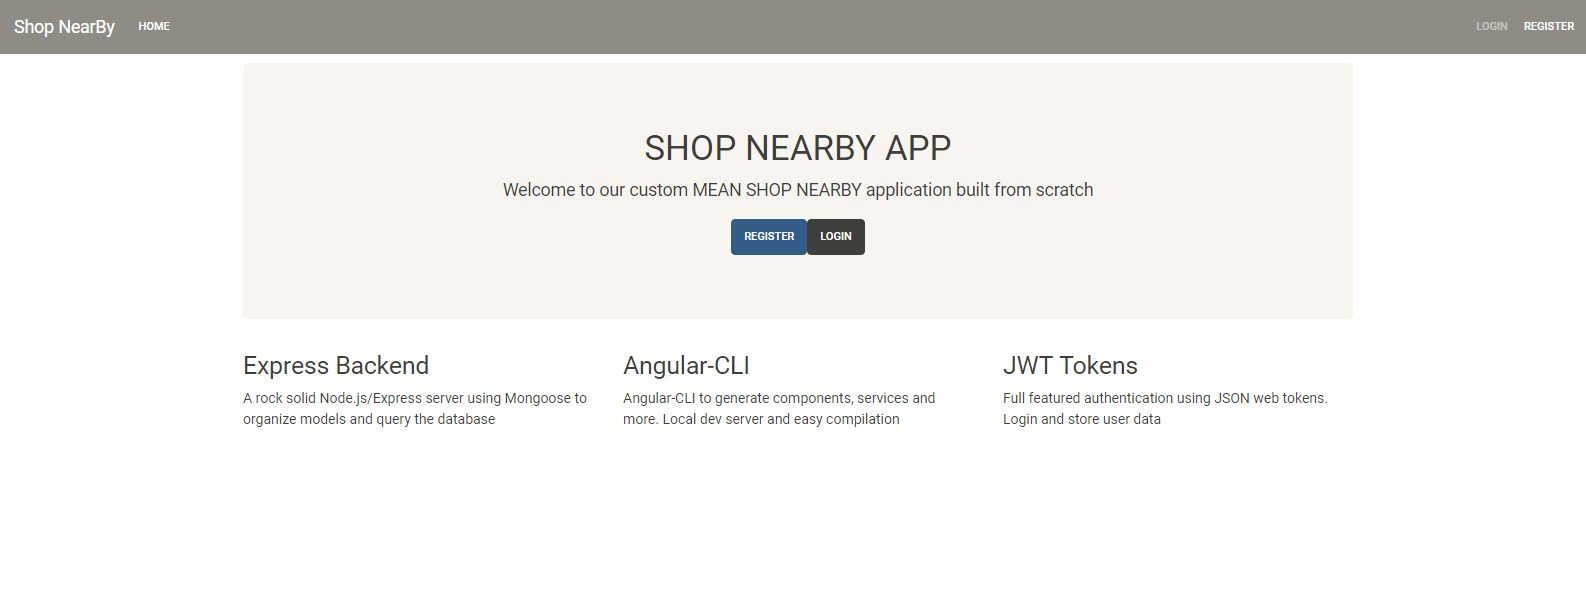 Shop NearBy HOME LOGIN REGISTER
SHOP NEARBY APP
Welcome to our custom MEAN SHOP NEARBY application built from scratch
REGISTER LOGIN
Express Backend
A rock solid Node.js/Express server using Mongoose to
organize models and query the database
Angular-CLI
Angular-CLI to generate components, services and
more. Local dev server and easy compilation
JWT Tokens
Full featured authentication using JSON web tokens.
Login and store user data